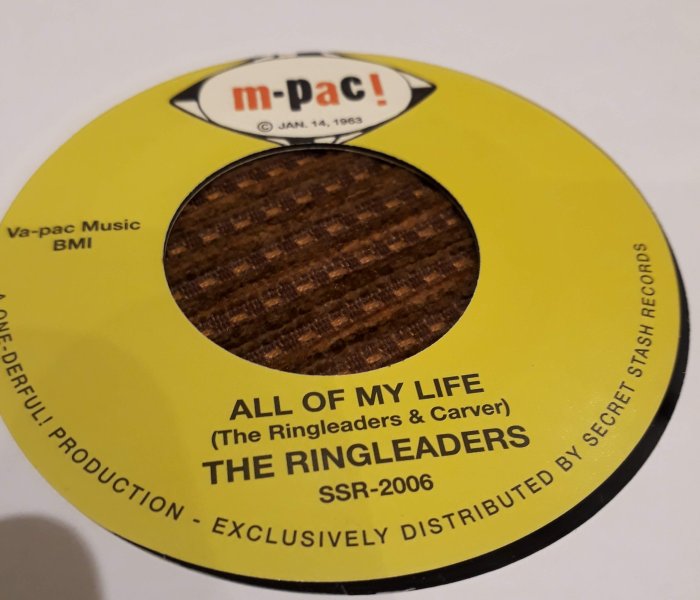 m-pac!
© JAN. 14, 1963
Va-pac Music
BMI
ALL OF MY LIFE
(The Ringleaders & Carver)
THE RINGLEADERS
SSR-2006
A ONE-DERFUL! PRODUCTION - EXCLUSIVELY DISTRIBUTED BY SECRET STASH RECORDS